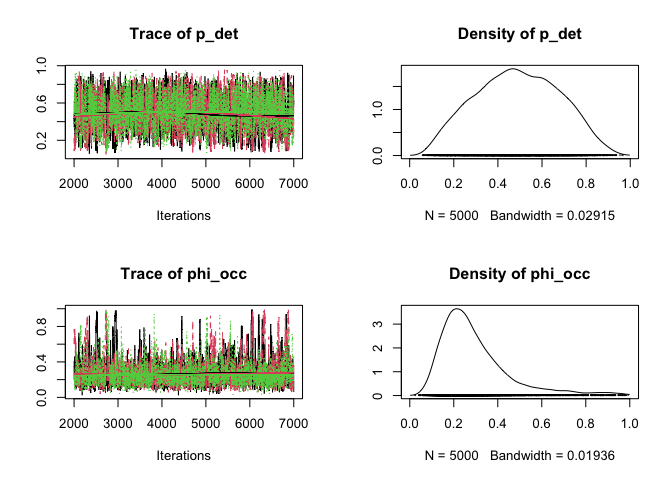 Trace of p_det
1.0
0.6
0.2
2000 3000 4000 5000 6000 7000
Iterations
Density of p_det
1.0
0.0
0.0 0.2 0.4 0.6 0.8 1.0
N = 5000 Bandwidth = 0.02915
Trace of phi_occ
0.8
0.4
0.0
2000 3000 4000 5000 6000 7000
Iterations
Density of phi_occ
3
2
1
0
0.0 0.2 0.4 0.6 0.8 1.0
N = 5000 Bandwidth = 0.01936